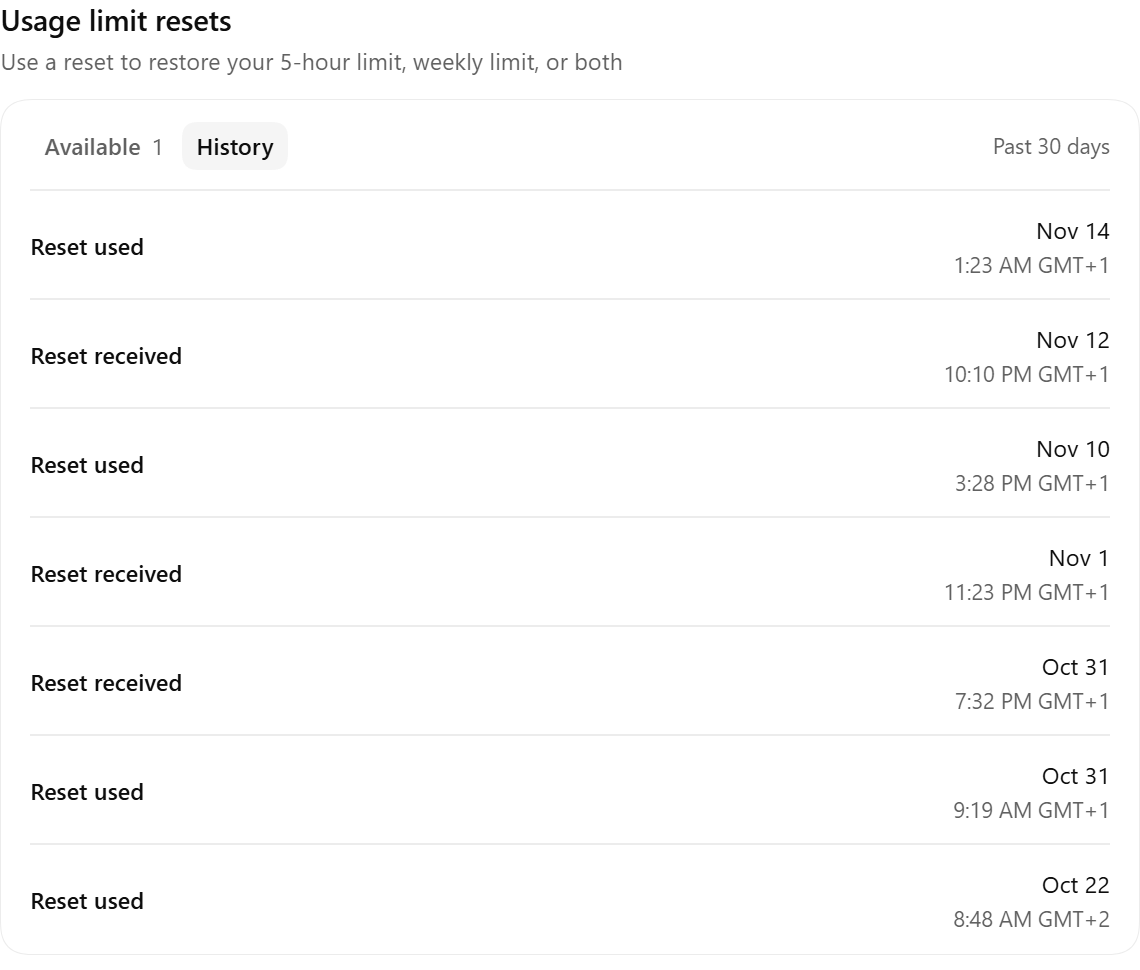 Usage limit resets
Use a reset to restore your 5-hour limit, weekly limit, or both
Available 1 History Past 30 days
Reset used
Nov 14
1:23 AM GMT+1
Reset received
Nov 12
10:10 PM GMT+1
Reset used
Nov 10
3:28 PM GMT+1
Reset received
Nov 1
11:23 PM GMT+1
Reset received
Oct 31
7:32 PM GMT+1
Reset used
Oct 31
9:19 AM GMT+1
Reset used
Oct 22
8:48 AM GMT+2